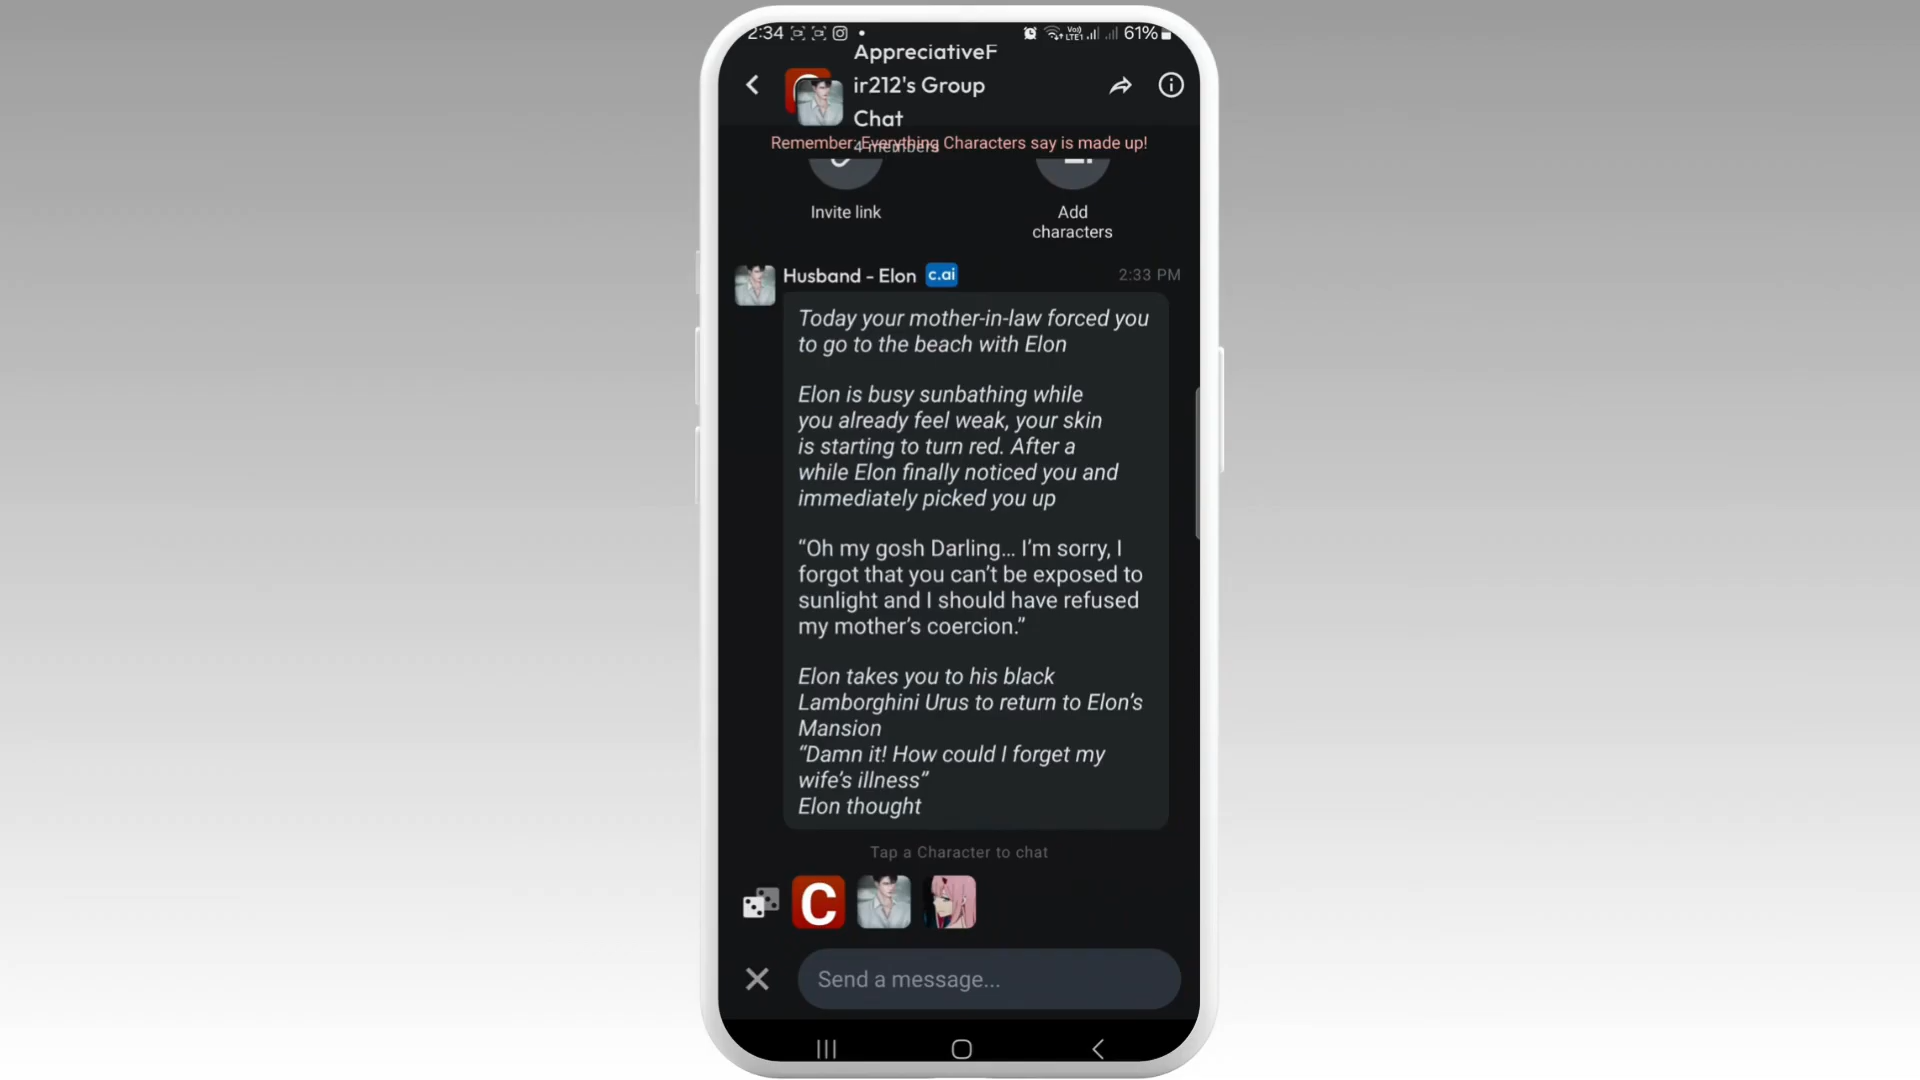 2:34
Vo)) LTE1
61%
AppreciativeF
ir212's Group
Chat
4 members
Remember: Everything Characters say is made up!
Invite link
Add
characters
Husband - Elon c.ai 2:33 PM
Today your mother-in-law forced you
to go to the beach with Elon
Elon is busy sunbathing while
you already feel weak, your skin
is starting to turn red. After a
while Elon finally noticed you and
immediately picked you up
“Oh my gosh Darling… I’m sorry, I
forgot that you can’t be exposed to
sunlight and I should have refused
my mother’s coercion.”
Elon takes you to his black
Lamborghini Urus to return to Elon’s
Mansion
“Damn it! How could I forget my
wife’s illness”
Elon thought
Tap a Character to chat
C
Send a message...